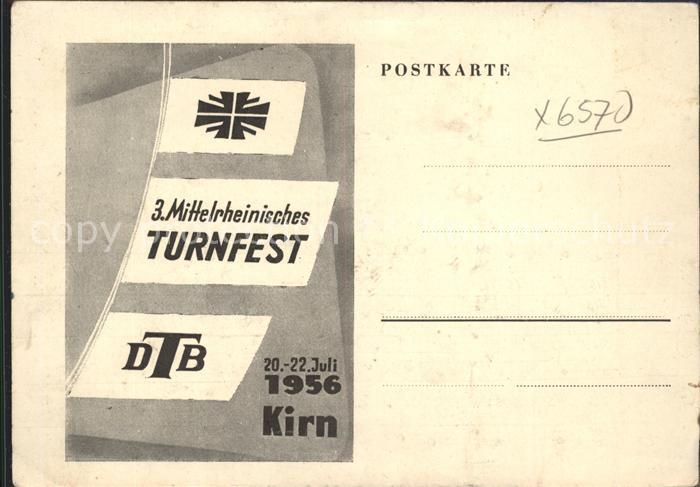 POSTKARTE
x6570
3. Mittelrheinisches
TURNFEST
DTB
20.-22. Juli
1956
Kirn